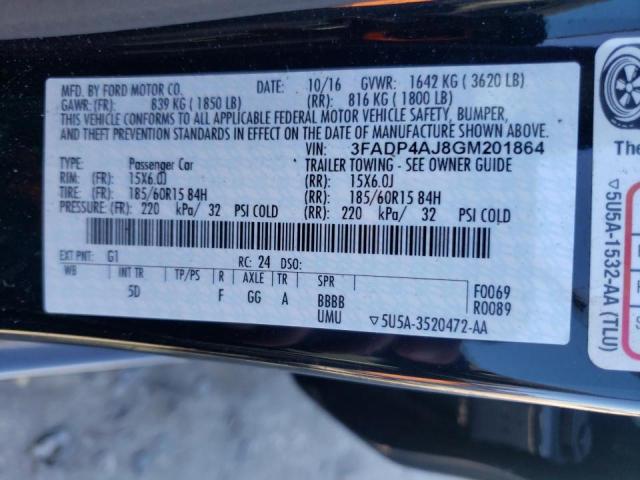 MFD. BY FORD MOTOR CO. DATE: 10/16 GVWR: 1642 KG ( 3620 LB)
GAWR: (FR): 839 KG ( 1850 LB) (RR): 816 KG ( 1800 LB)
THIS VEHICLE CONFORMS TO ALL APPLICABLE FEDERAL MOTOR VEHICLE SAFETY, BUMPER,
AND THEFT PREVENTION STANDARDS IN EFFECT ON THE DATE OF MANUFACTURE SHOWN ABOVE.
VIN: 3FADP4AJ8GM201864
TYPE: Passenger Car TRAILER TOWING - SEE OWNER GUIDE
RIM: (FR): 15X6.0J (RR): 15X6.0J
TIRE: (FR): 185/60R15 84H (RR): 185/60R15 84H
PRESSURE: (FR): 220 kPa/ 32 PSI COLD (RR): 220 kPa/ 32 PSI COLD
EXT PNT: G1 RC: 24 DSO:
WB INT TR TP/PS R AXLE TR SPR
5D F GG A BBBB F0069
UMU R0089
▽5U5A-3520472-AA
The
▽5U5A-1532-AA (TLU)